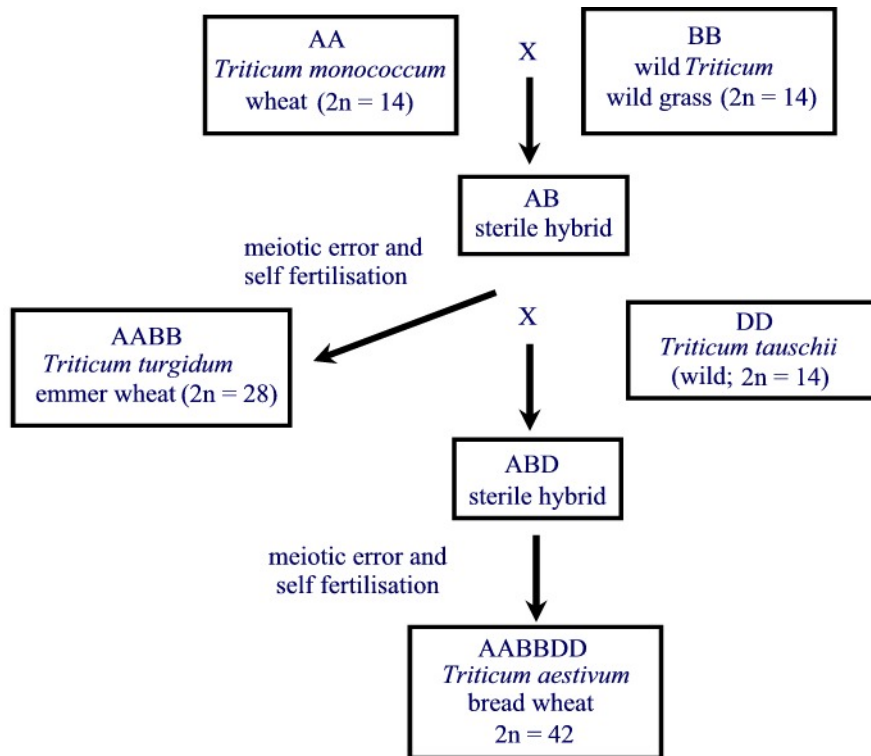 AA
Triticum monococcum
wheat (2n = 14)
X
BB
wild Triticum
wild grass (2n = 14)
AB
sterile hybrid
meiotic error and
self fertilisation
AABB
Triticum turgidum
emmer wheat (2n = 28)
X
DD
Triticum tauschii
(wild; 2n = 14)
ABD
sterile hybrid
meiotic error and
self fertilisation
AABBDD
Triticum aestivum
bread wheat
2n = 42